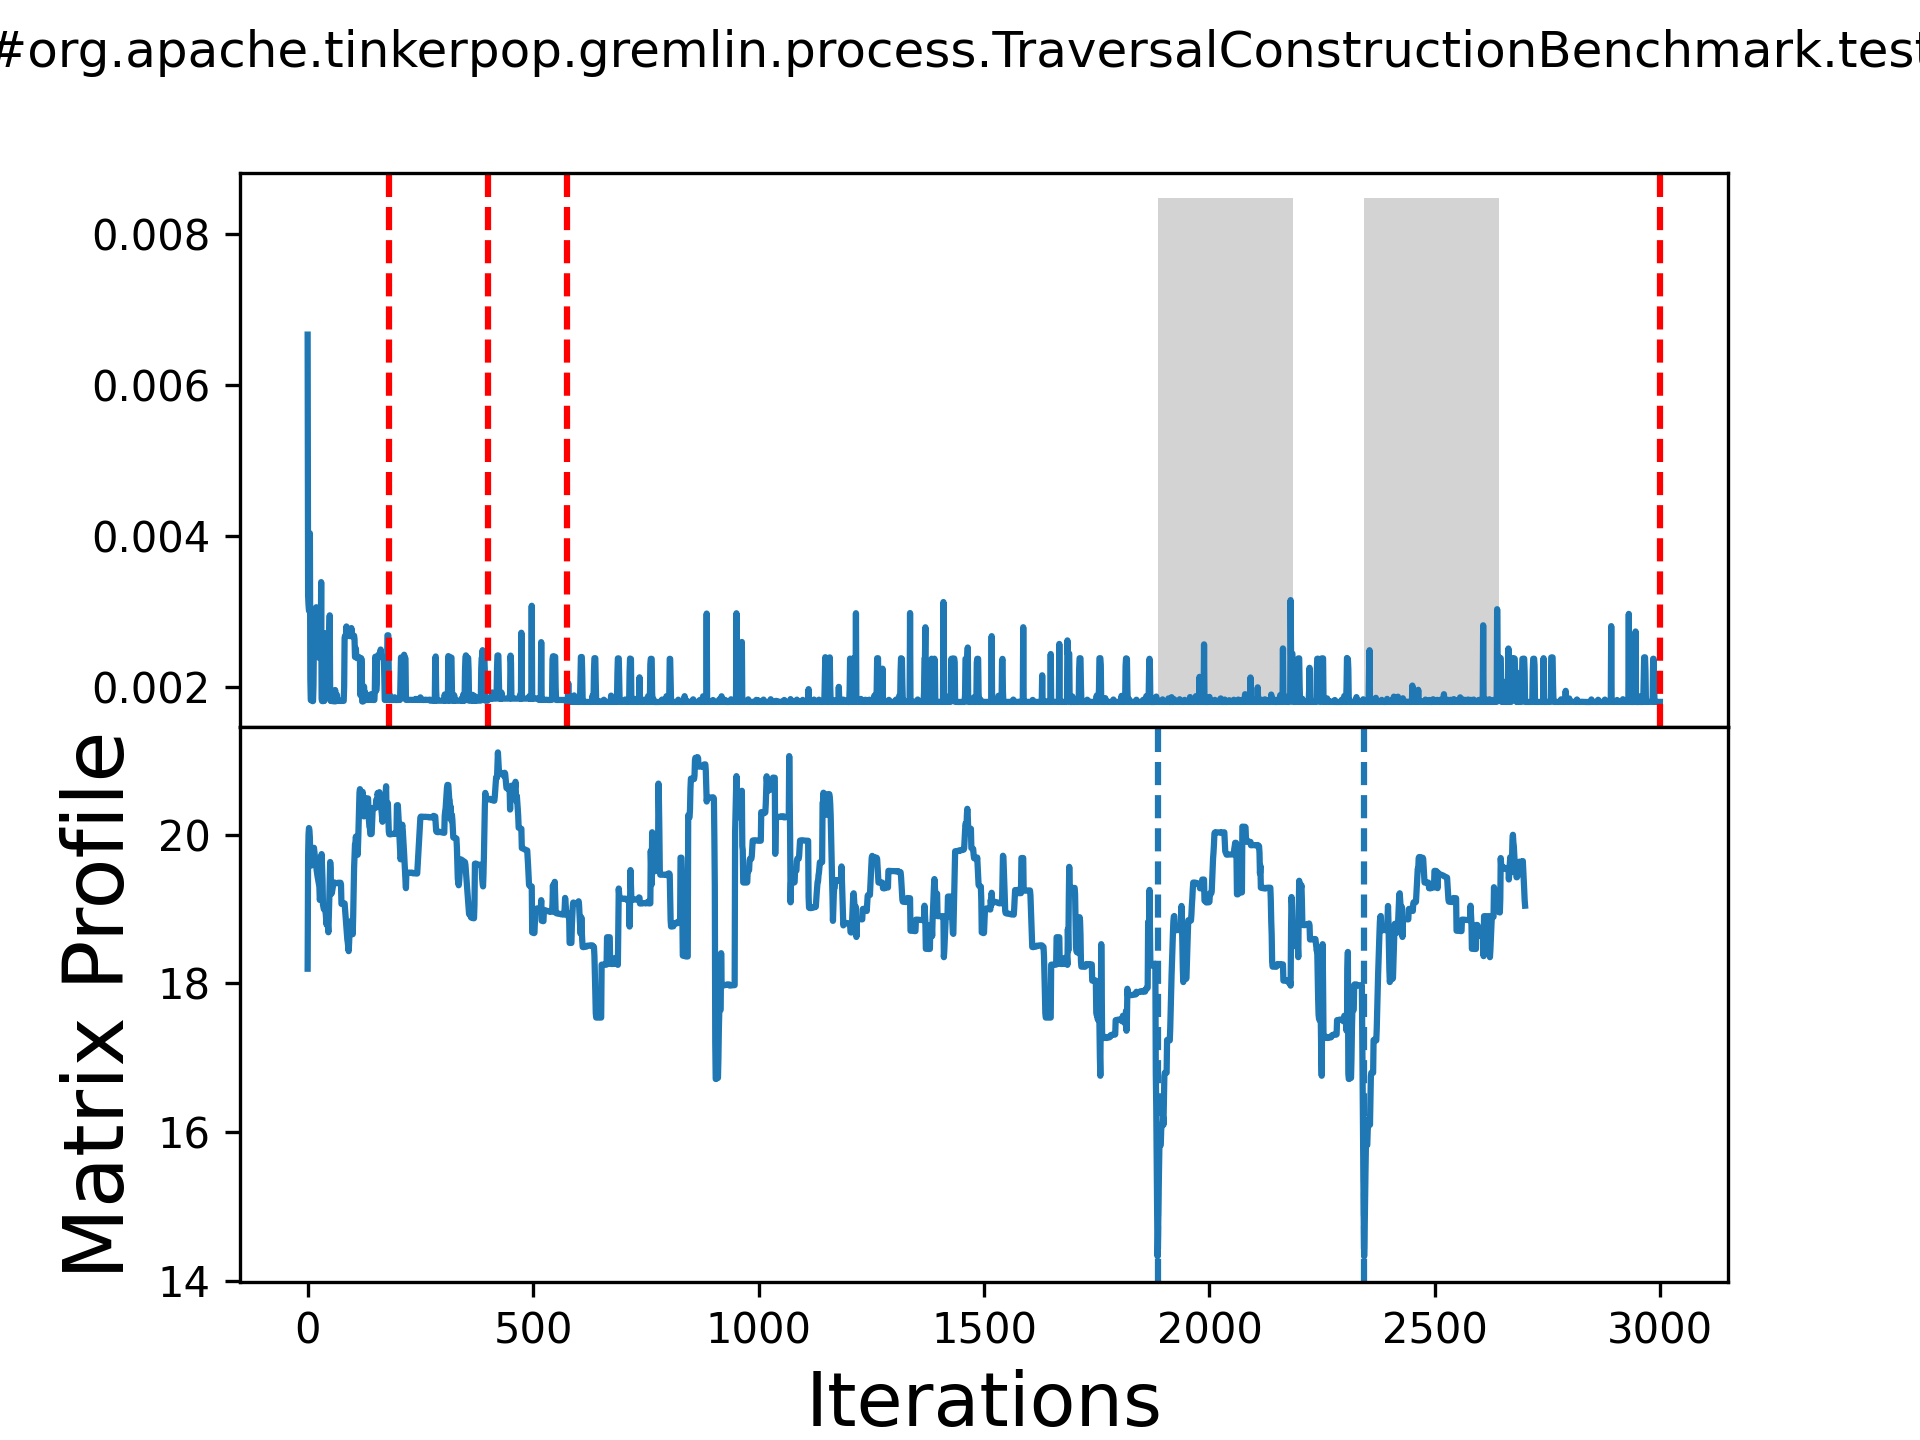 #org.apache.tinkerpop.gremlin.process.TraversalConstructionBenchmark.test
0.008
0.006
0.004
0.002
Matrix Profile
20
18
16
14
0 500 1000 1500 2000 2500 3000
Iterations